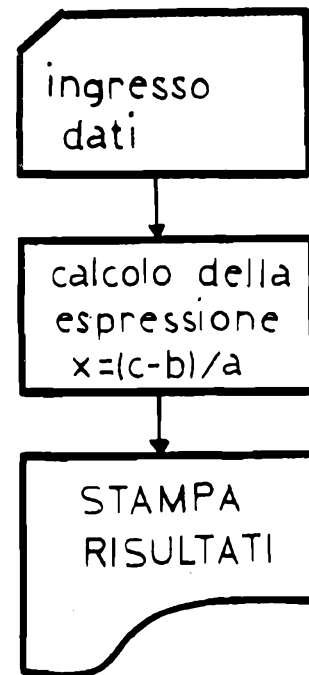 ingresso
dati
calcolo della
espressione
x=(c-b)/a
STAMPA
RISULTATI